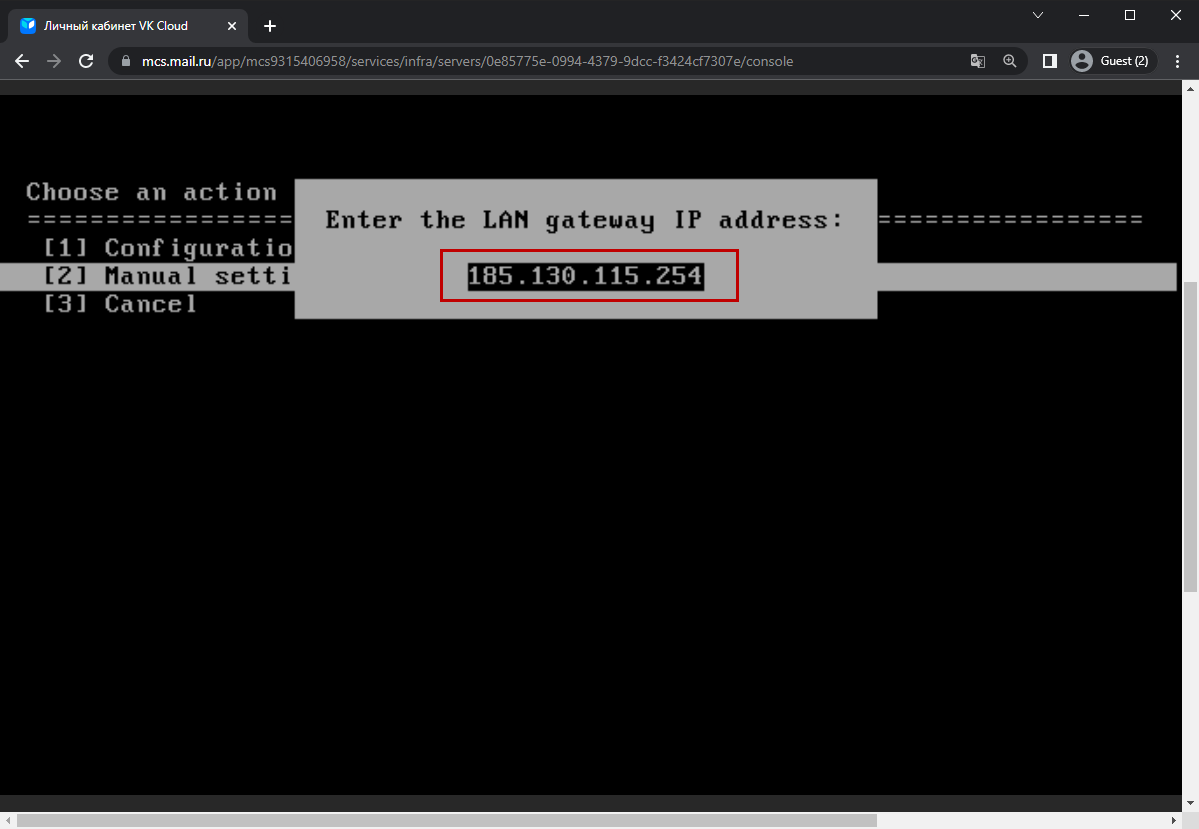 Личный кабинет VK Cloud
mcs.mail.ru/app/mcs9315406958/services/infra/servers/0e85775e-0994-4379-9dcc-f3424cf7307e/console
Guest (2)
Choose an action
Enter the LAN gateway IP address:
[1] Configuratio
185.130.115.254
[2] Manual setti
[3] Cancel